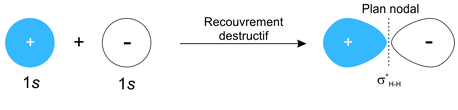 Plan nodal
Recouvrement
destructif
+ + - + -
1s 1s
σ*H-H